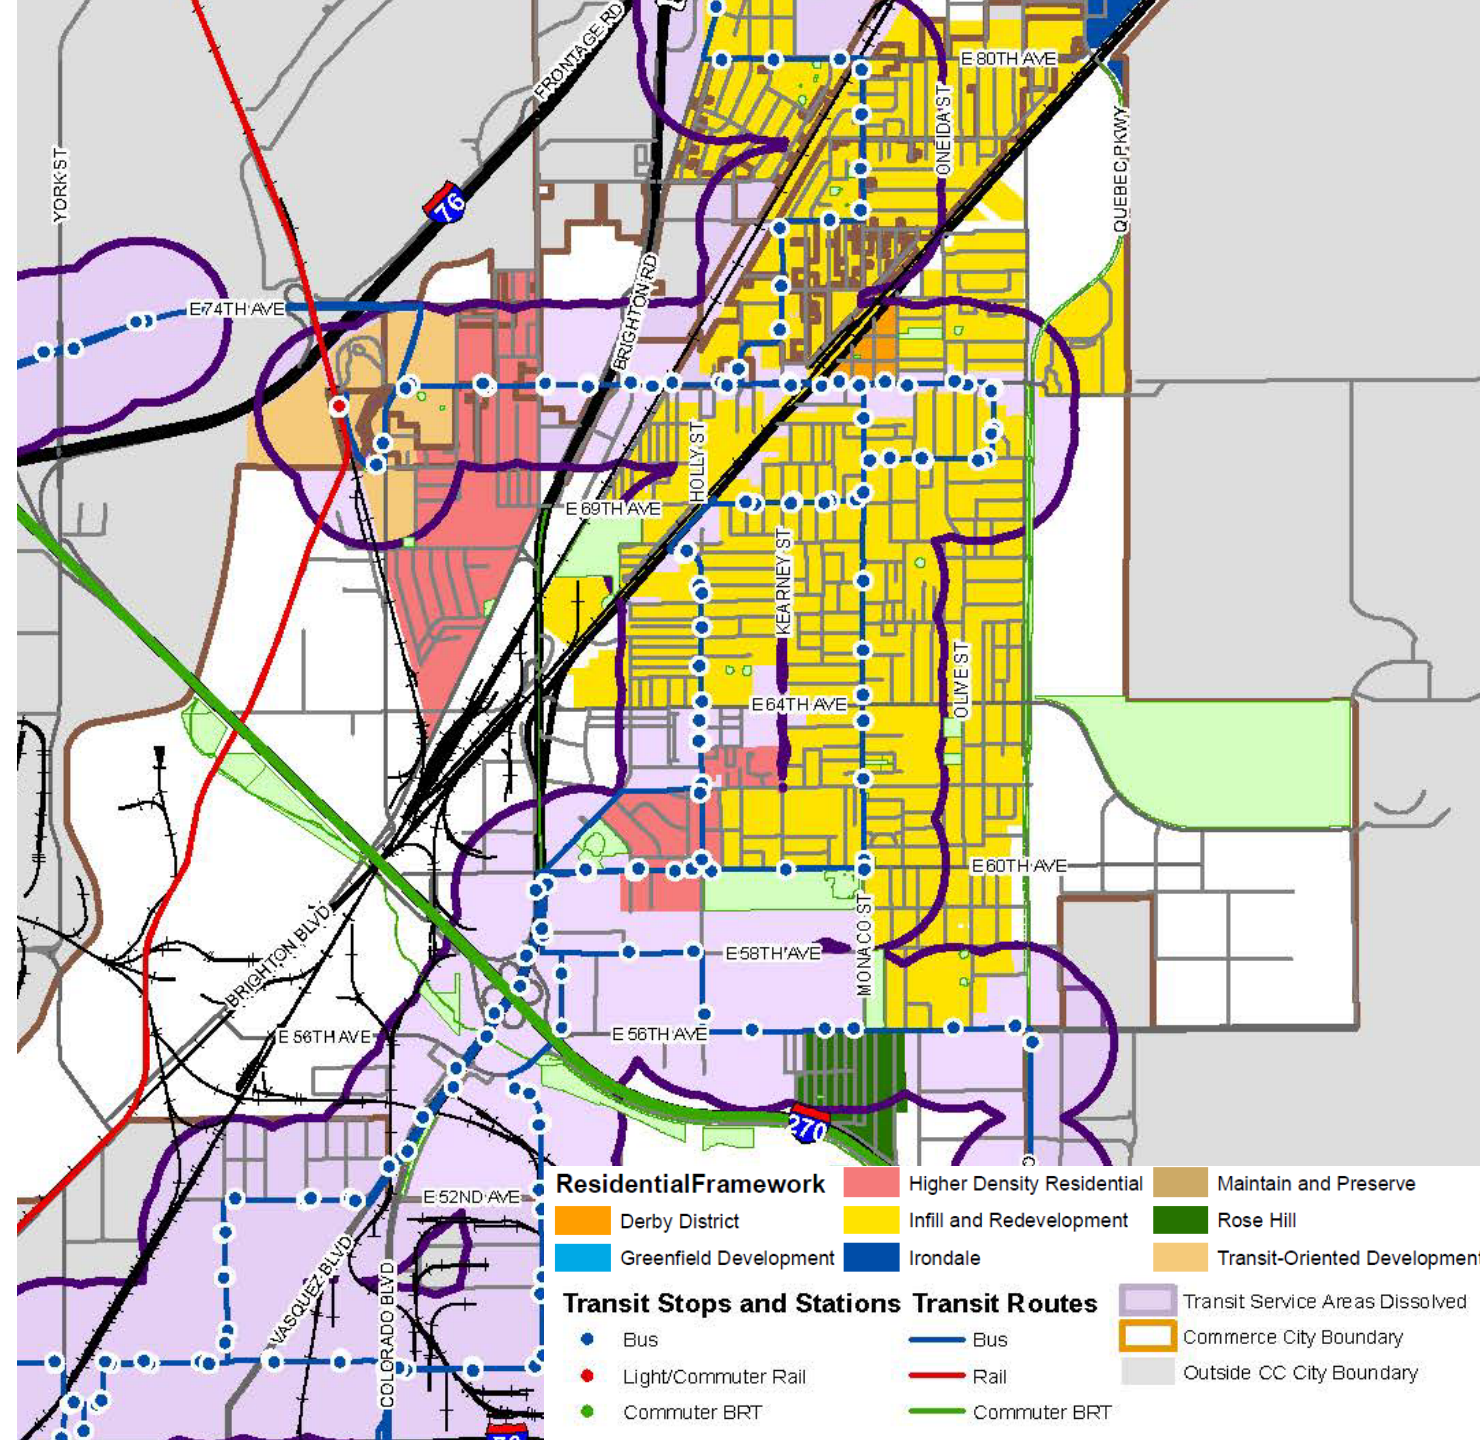 FRONTAGE RD
E 80TH AVE
YORK ST
ONEIDA ST
QUEBEC PKWY
76
BRIGHTON RD
E 74TH AVE
HOLLY ST
E 69TH AVE
KEARNEY ST
OLIVE ST
E 64TH AVE
E 60TH AVE
BRIGHTON BLVD
MONACO ST
E 58TH AVE
E 56TH AVE
E 56TH AVE
270
E 52ND AVE
VASQUEZ BLVD
COLORADO BLVD
ResidentialFramework
Higher Density Residential
Maintain and Preserve
Derby District
Infill and Redevelopment
Rose Hill
Greenfield Development
Irondale
Transit-Oriented Development
Transit Stops and Stations
Transit Routes
Transit Service Areas Dissolved
Bus
Bus
Commerce City Boundary
Light/Commuter Rail
Rail
Outside CC City Boundary
Commuter BRT
Commuter BRT